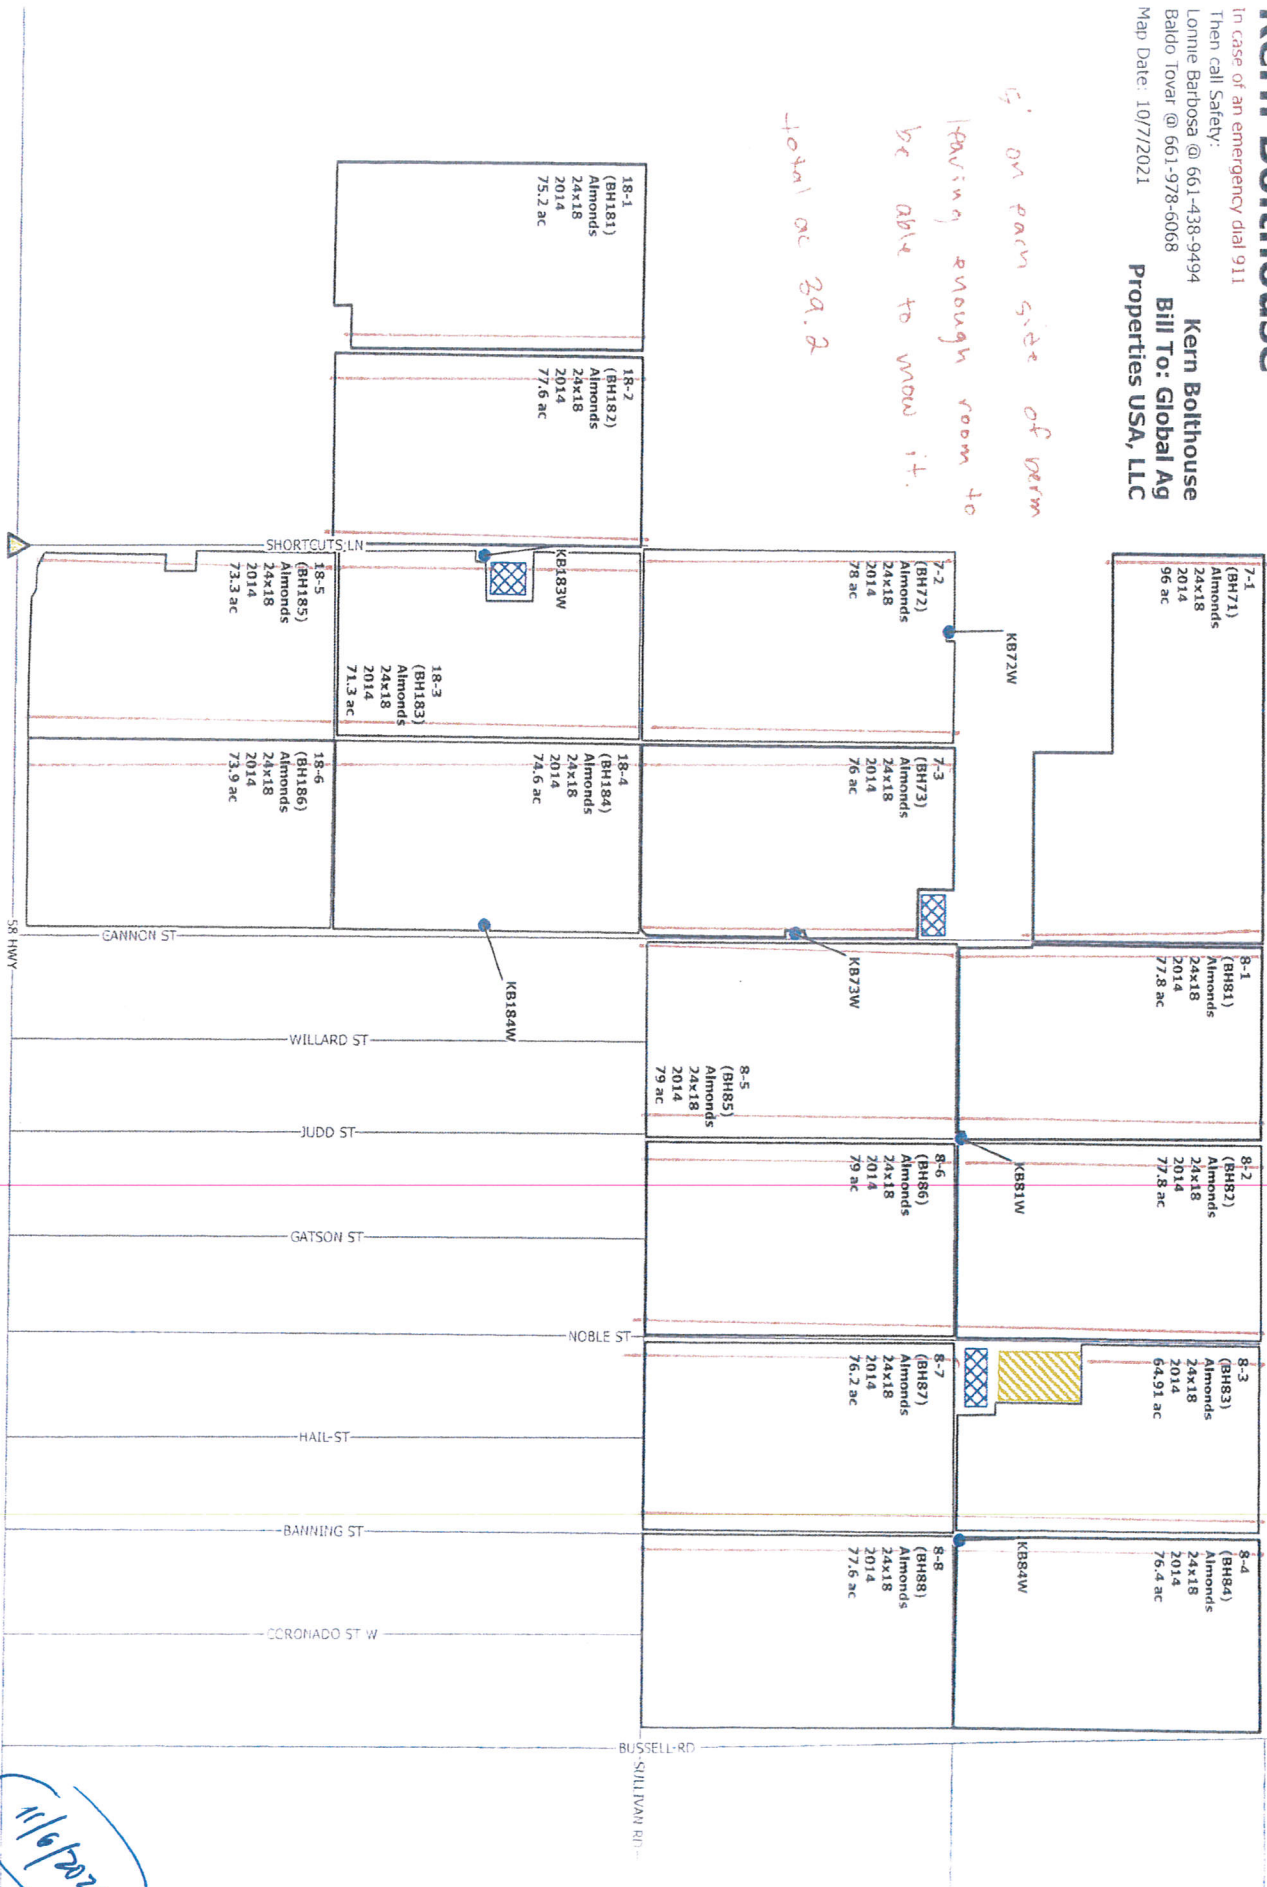 Kern Bolthouse
In case of an emergency dial 911
Then call Safety:
Lonnie Barbosa @ 661-438-9494
Baldo Tovar @ 661-978-6068
Map Date: 10/7/2021
Kern Bolthouse
Bill To: Global Ag
Properties USA, LLC
5' on each side of berm
leaving enough room to
be able to mow it.
total ac 39.2
7-1
(BH71)
Almonds
24x18
2014
96 ac
8-1
(BH81)
Almonds
24x18
2014
77.8 ac
8-2
(BH82)
Almonds
24x18
2014
77.8 ac
8-3
(BH83)
Almonds
24x18
2014
64.91 ac
8-4
(BH84)
Almonds
24x18
2014
76.4 ac
KB72W
KB81W
KB84W
7-2
(BH72)
Almonds
24x18
2014
78 ac
7-3
(BH73)
Almonds
24x18
2014
76 ac
KB73W
8-5
(BH85)
Almonds
24x18
2014
79 ac
8-6
(BH86)
Almonds
24x18
2014
79 ac
8-7
(BH87)
Almonds
24x18
2014
76.2 ac
8-8
(BH88)
Almonds
24x18
2014
77.6 ac
18-1
(BH181)
Almonds
24x18
2014
75.2 ac
18-2
(BH182)
Almonds
24x18
2014
77.6 ac
KB183W
18-3
(BH183)
Almonds
24x18
2014
71.3 ac
18-4
(BH184)
Almonds
24x18
2014
74.6 ac
KB184W
18-5
(BH185)
Almonds
24x18
2014
73.3 ac
18-6
(BH186)
Almonds
24x18
2014
73.9 ac
SHORTCUTS LN
CANNON ST
WILLARD ST
JUDD ST
GATSON ST
NOBLE ST
HAIL ST
BANNING ST
CORONADO ST W
BUSSELL RD
SULLIVAN RD
58 HWY
11/6/202